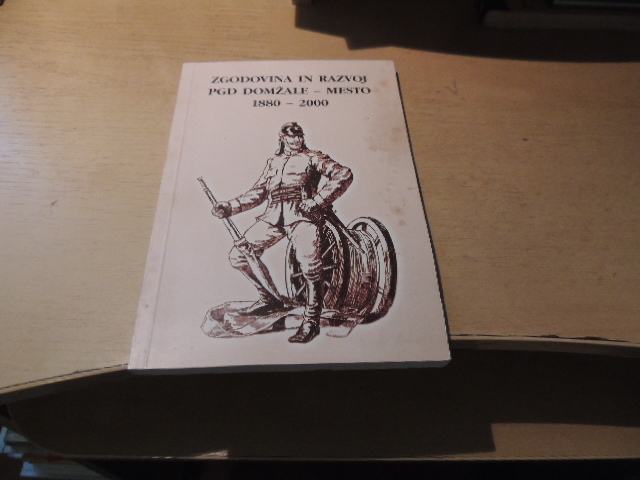 ZGODOVINA IN RAZVOJ
PGD DOMŽALE – MESTO
1880 – 2000